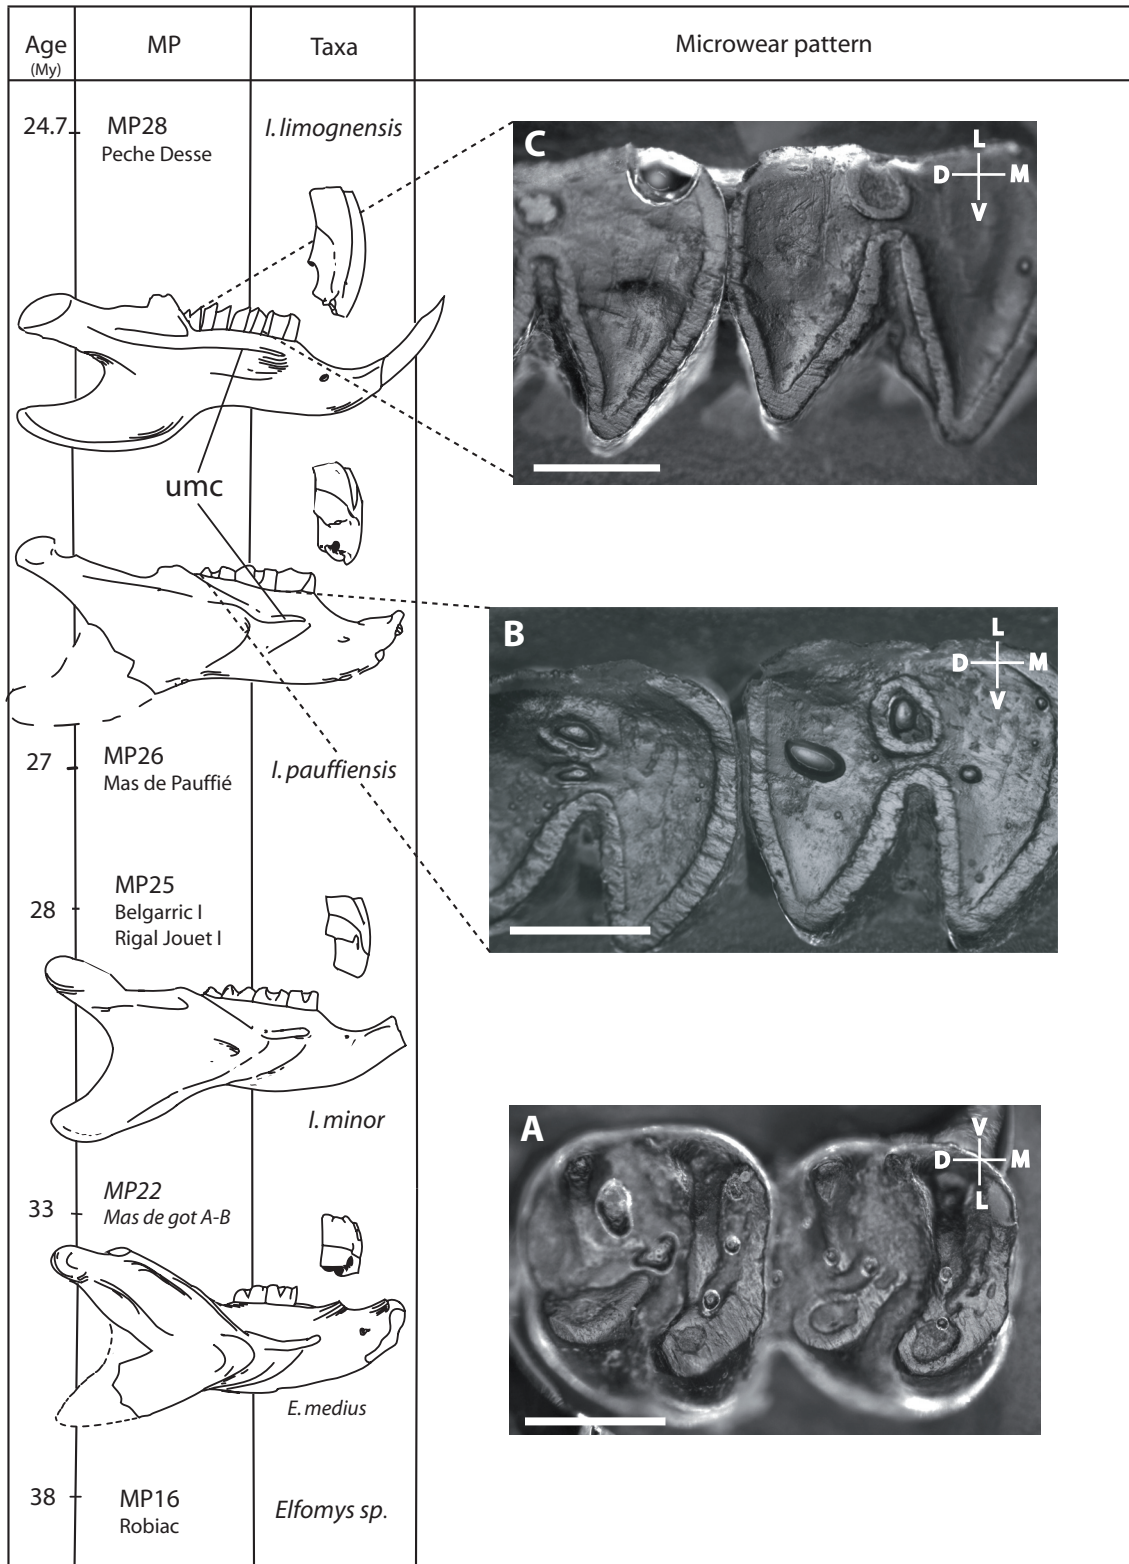 Age
(My)
MP
Taxa
Microwear pattern
24.7
MP28
Peche Desse
I. limognensis
C
L
D M
V
umc
B
L
D M
V
27
MP26
Mas de Pauffié
I. pauffiensis
28
MP25
Belgarric I
Rigal Jouet I
I. minor
A
V
D M
L
33
MP22
Mas de got A-B
E. medius
38
MP16
Robiac
Elfomys sp.